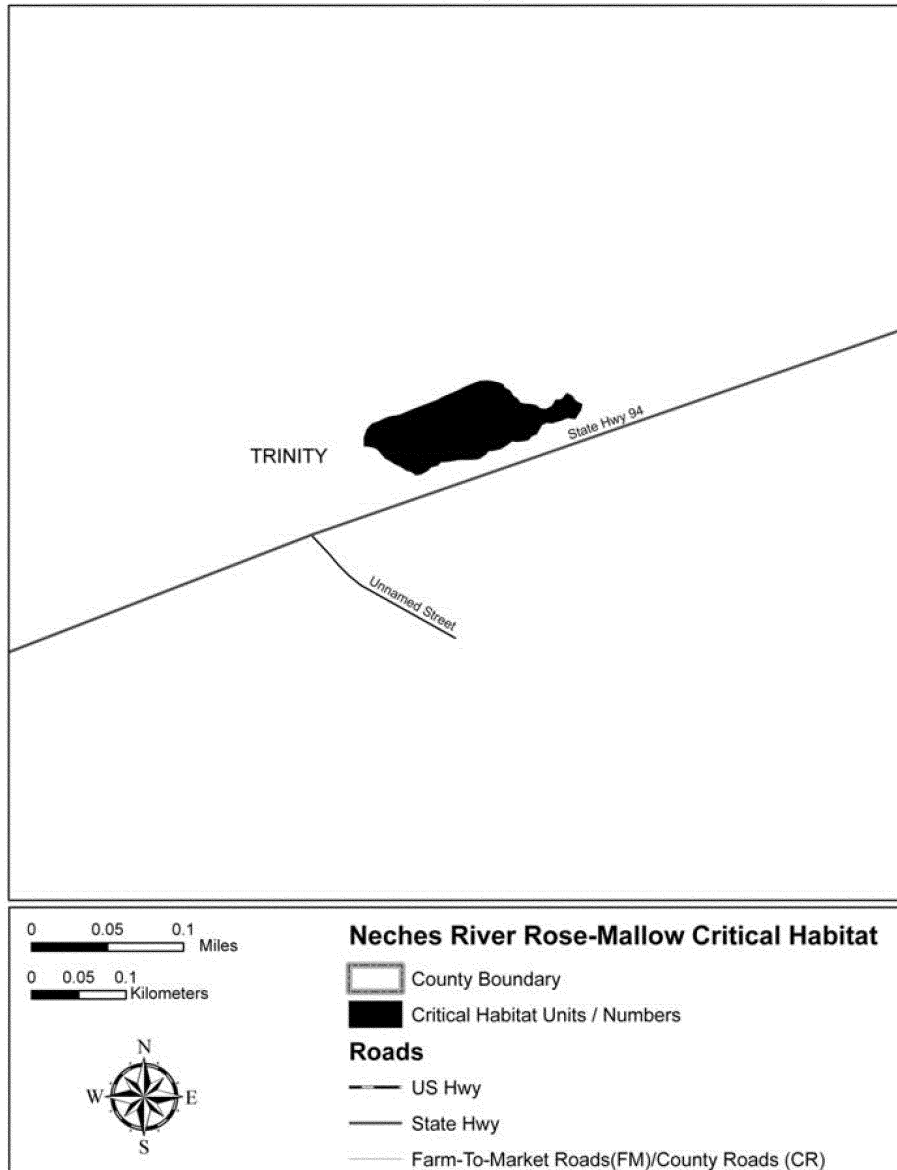 State Hwy 94
TRINITY
Unnamed Street
0 0.05 0.1
Miles
0 0.05 0.1
Kilometers
N
W E
S
Neches River Rose-Mallow Critical Habitat
County Boundary
Critical Habitat Units / Numbers
Roads
US Hwy
State Hwy
Farm-To-Market Roads(FM)/County Roads (CR)